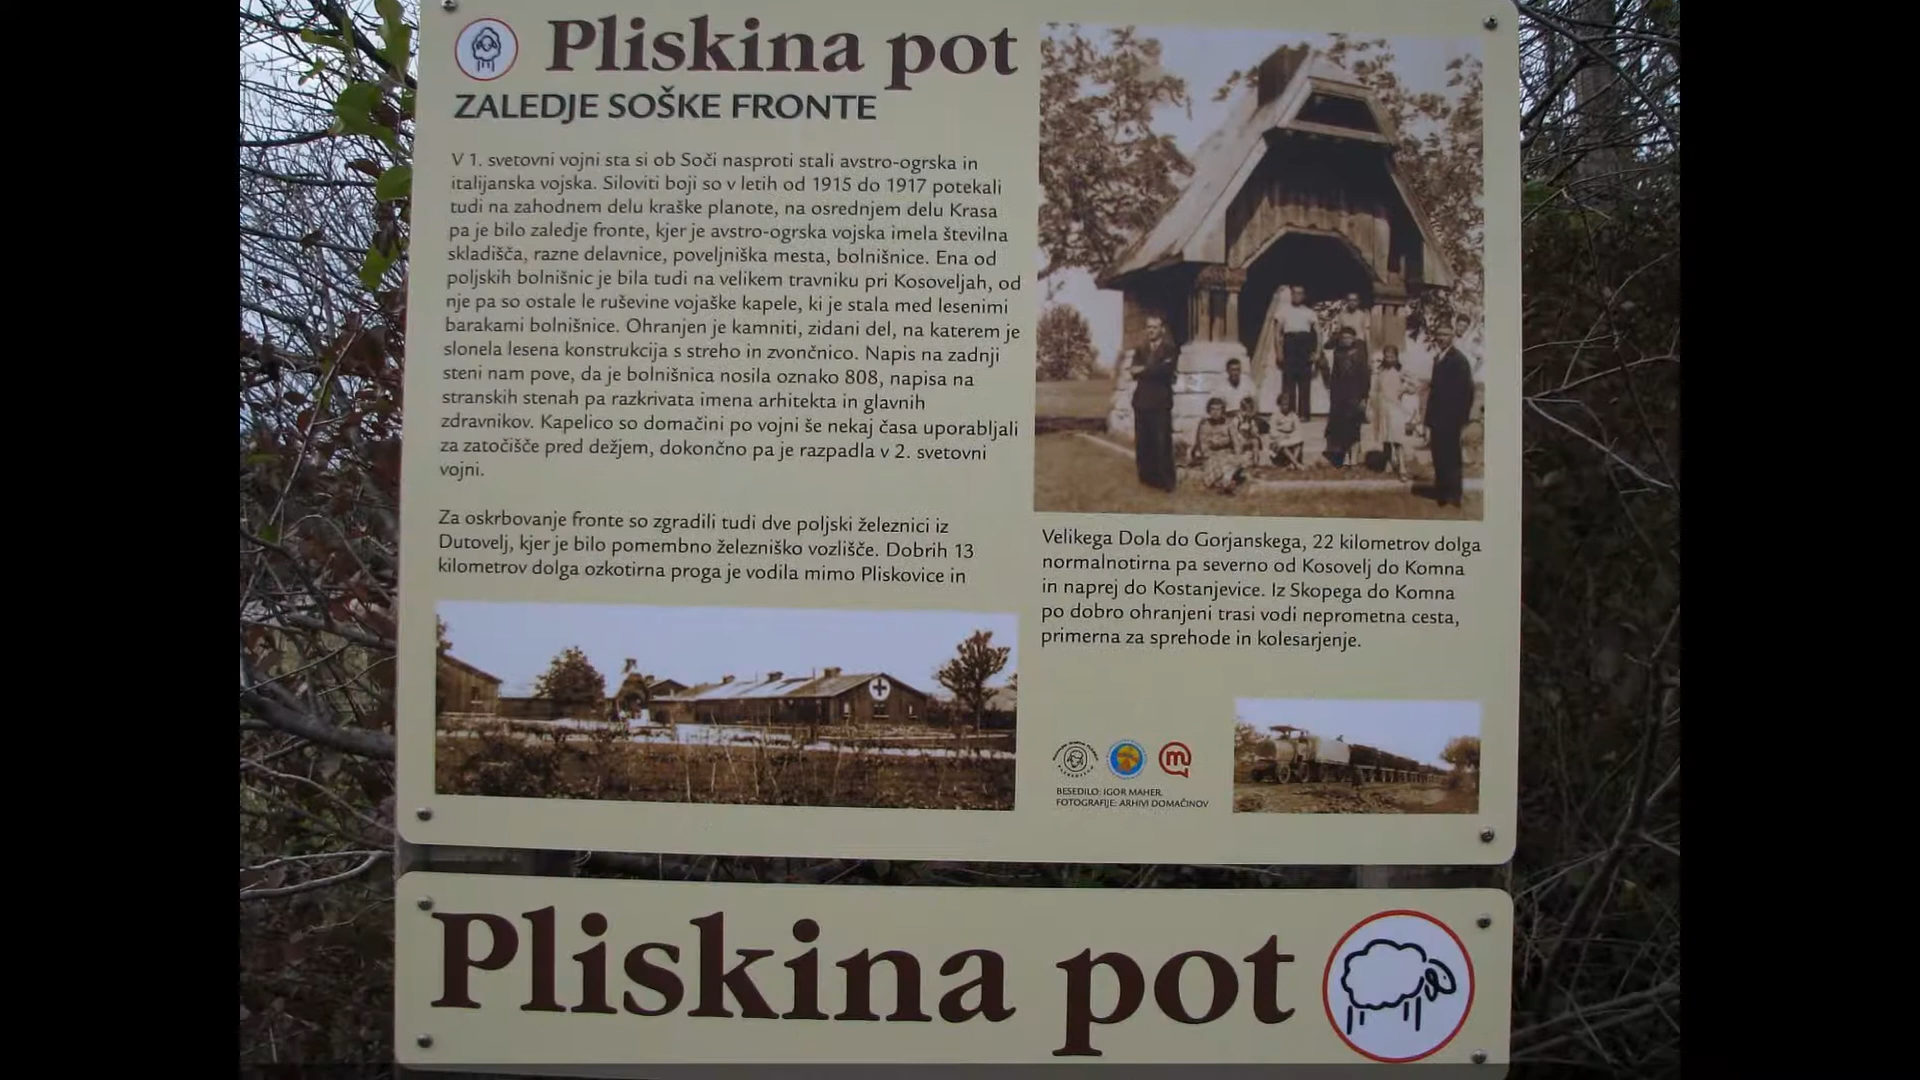 Pliskina pot
ZALEDJE SOŠKE FRONTE
V 1. svetovni vojni sta si ob Soči nasproti stali avstro-ogrska in
italijanska vojska. Siloviti boji so v letih od 1915 do 1917 potekali
tudi na zahodnem delu kraške planote, na osrednjem delu Krasa
pa je bilo zaledje fronte, kjer je avstro-ogrska vojska imela številna
skladišča, razne delavnice, poveljniška mesta, bolnišnice. Ena od
poljskih bolnišnic je bila tudi na velikem travniku pri Kosoveljah, od
nje pa so ostale le ruševine vojaške kapele, ki je stala med lesenimi
barakami bolnišnice. Ohranjen je kamniti, zidani del, na katerem je
slonela lesena konstrukcija s streho in zvončnico. Napis na zadnji
steni nam pove, da je bolnišnica nosila oznako 808, napisa na
stranskih stenah pa razkrivata imena arhitekta in glavnih
zdravnikov. Kapelico so domačini po vojni še nekaj časa uporabljali
za zatočišče pred dežjem, dokončno pa je razpadla v 2. svetovni
vojni.
Za oskrbovanje fronte so zgradili tudi dve poljski železnici iz
Dutovelj, kjer je bilo pomembno železniško vozlišče. Dobrih 13
kilometrov dolga ozkotirna proga je vodila mimo Pliskovice in
Velikega Dola do Gorjanskega, 22 kilometrov dolga
normalnotirna pa severno od Kosovelj do Komna
in naprej do Kostanjevice. Iz Skopega do Komna
po dobro ohranjeni trasi vodi neprometna cesta,
primerna za sprehode in kolesarjenje.
m
BESEDILO: IGOR MAHER.
FOTOGRAFIJE: ARHIVI DOMAČINOV
Pliskina pot